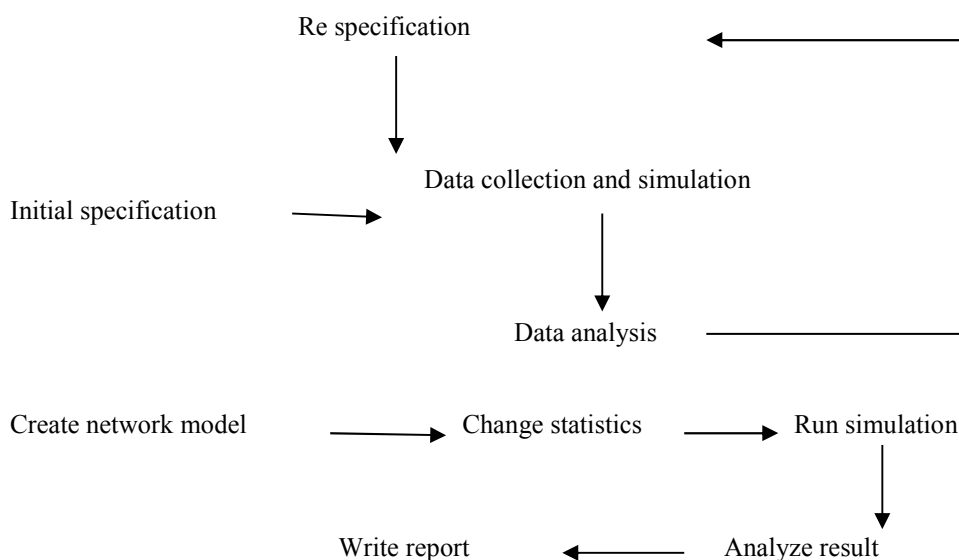 Re specification
Data collection and simulation
Initial specification
Data analysis
Create network model
Change statistics
Run simulation
Write report
Analyze result